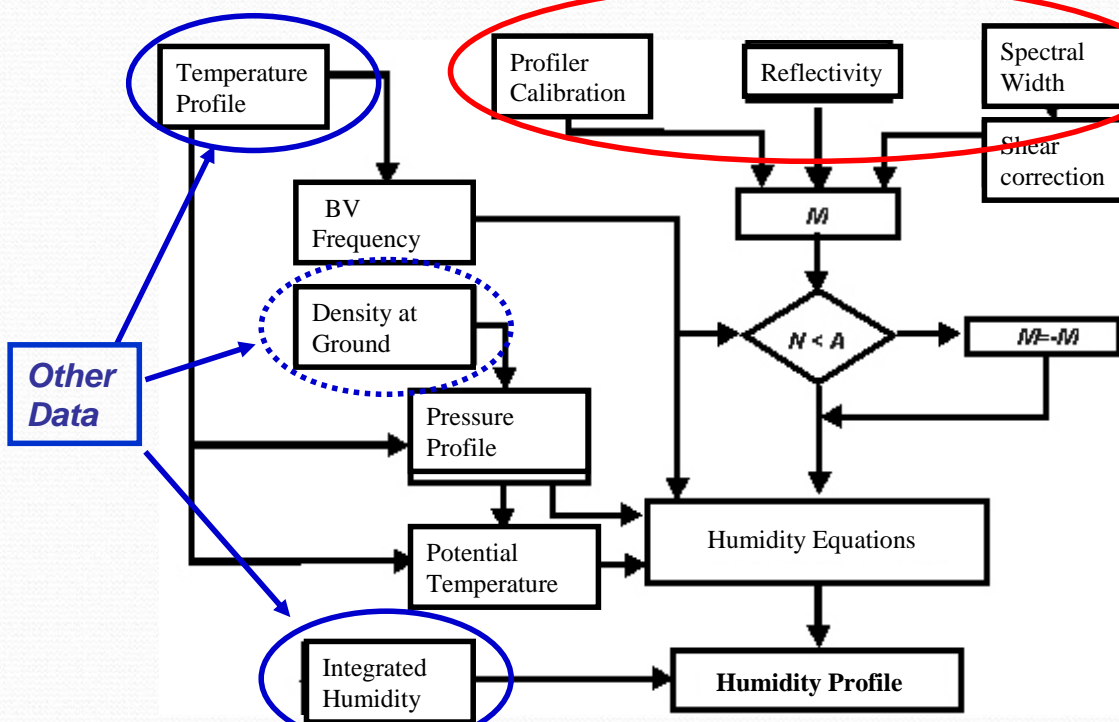 Temperature
Profile
Profiler
Calibration
Reflectivity
Spectral
Width
Shear
correction
BV
Frequency
M
Density at
Ground
N < A
M=-M
Other
Data
Pressure
Profile
Potential
Temperature
Humidity Equations
Integrated
Humidity
Humidity Profile